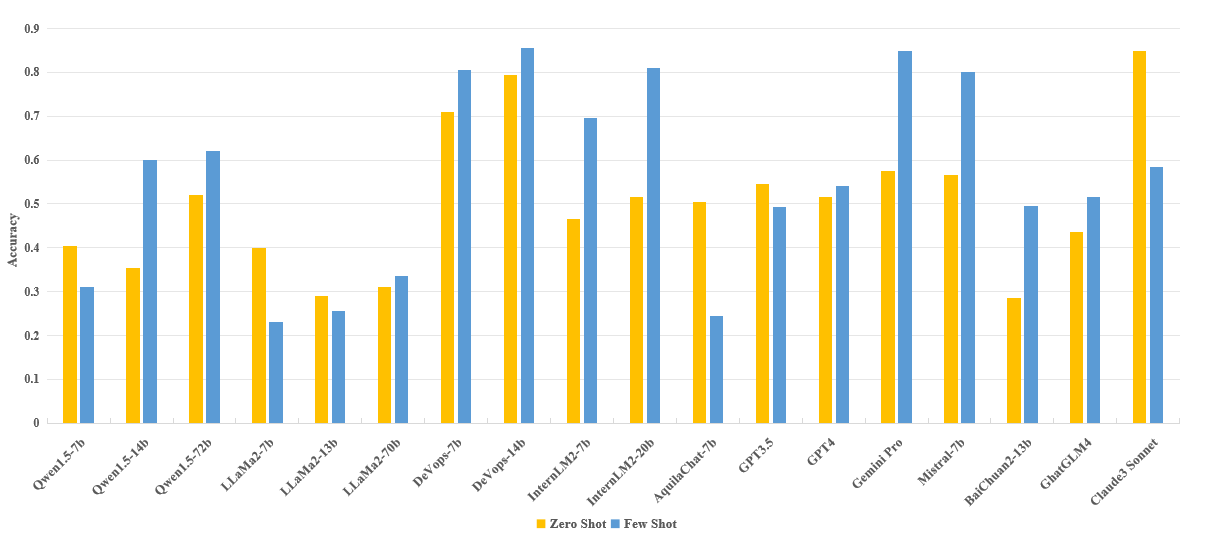 0.9
0.8
0.7
0.6
0.5
0.4
0.3
0.2
0.1
0
Accuracy
Qwen1.5-7b
Qwen1.5-14b
Qwen1.5-72b
LLaMa2-7b
LLaMa2-13b
LLaMa2-70b
DeVops-7b
DeVops-14b
InternLM2-7b
InternLM2-20b
AquilaChat-7b
GPT3.5
GPT4
Gemini Pro
Mistral-7b
BaiChuan2-13b
GhatGLM4
Claude3 Sonnet
Zero Shot Few Shot